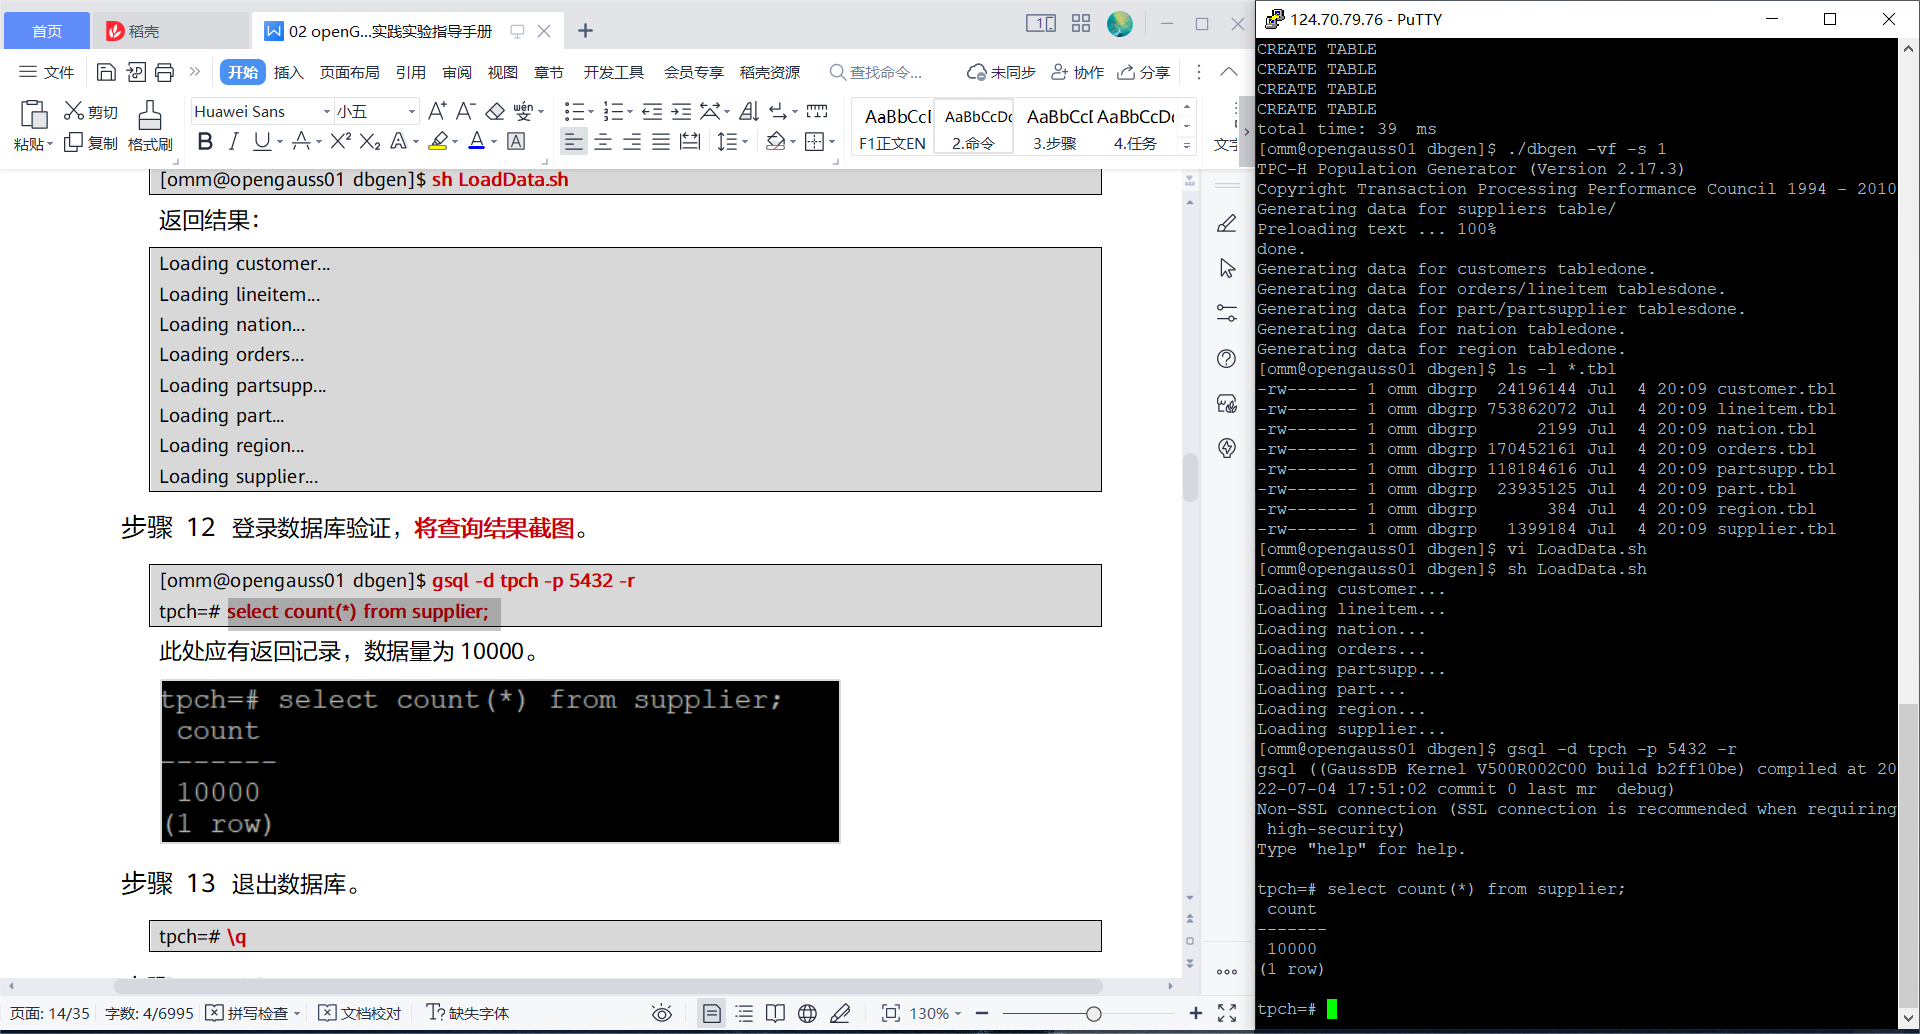 首页
稻壳
02 openG...实践实验指导手册
文件
开始
插入
页面布局
引用
审阅
视图
章节
开发工具
会员专享
稻壳资源
查找命令...
未同步
协作
分享
粘贴
剪切
复制
格式刷
Huawei Sans
小五
AaBbCcI
F1正文EN
AaBbCcDc
2.命令
AaBbCcI
3.步骤
AaBbCcDc
4.任务
[omm@opengauss01 dbgen]$ sh LoadData.sh
返回结果：
Loading customer...
Loading lineitem...
Loading nation...
Loading orders...
Loading partsupp...
Loading part...
Loading region...
Loading supplier...
步骤 12 登录数据库验证，将查询结果截图。
[omm@opengauss01 dbgen]$ gsql -d tpch -p 5432 -r
tpch=# select count(*) from supplier;
此处应有返回记录，数据量为 10000。
tpch=# select count(*) from supplier;
count
-------
10000
(1 row)
步骤 13 退出数据库。
tpch=# \q
页面: 14/35
字数: 4/6995
拼写检查
文档校对
缺失字体
130%
124.70.79.76 - PuTTY
CREATE TABLE
CREATE TABLE
CREATE TABLE
CREATE TABLE
total time: 39  ms
[omm@opengauss01 dbgen]$ ./dbgen -vf -s 1
TPC-H Population Generator (Version 2.17.3)
Copyright Transaction Processing Performance Council 1994 - 2010
Generating data for suppliers table/
Preloading text ... 100%
done.
Generating data for customers tabledone.
Generating data for orders/lineitem tablesdone.
Generating data for part/partsupplier tablesdone.
Generating data for nation tabledone.
Generating data for region tabledone.
[omm@opengauss01 dbgen]$ ls -l *.tbl
-rw------- 1 omm dbgrp  24196144 Jul  4 20:09 customer.tbl
-rw------- 1 omm dbgrp 753862072 Jul  4 20:09 lineitem.tbl
-rw------- 1 omm dbgrp      2199 Jul  4 20:09 nation.tbl
-rw------- 1 omm dbgrp 170452161 Jul  4 20:09 orders.tbl
-rw------- 1 omm dbgrp 118184616 Jul  4 20:09 partsupp.tbl
-rw------- 1 omm dbgrp  23935125 Jul  4 20:09 part.tbl
-rw------- 1 omm dbgrp       384 Jul  4 20:09 region.tbl
-rw------- 1 omm dbgrp   1399184 Jul  4 20:09 supplier.tbl
[omm@opengauss01 dbgen]$ vi LoadData.sh
[omm@opengauss01 dbgen]$ sh LoadData.sh
Loading customer...
Loading lineitem...
Loading nation...
Loading orders...
Loading partsupp...
Loading part...
Loading region...
Loading supplier...
[omm@opengauss01 dbgen]$ gsql -d tpch -p 5432 -r
gsql ((GaussDB Kernel V500R002C00 build b2ff10be) compiled at 20
22-07-04 17:51:02 commit 0 last mr  debug)
Non-SSL connection (SSL connection is recommended when requiring
high-security)
Type "help" for help.
tpch=# select count(*) from supplier;
count
-------
10000
(1 row)
tpch=#